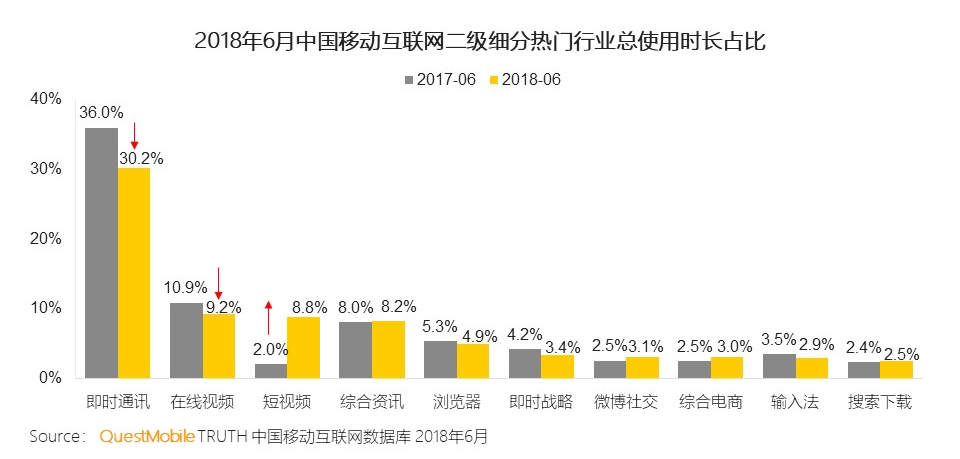 2018年6月中国移动互联网二级细分热门行业总使用时长占比
2017-06 2018-06
40%
30%
20%
10%
0%
36.0% 30.2% 10.9% 9.2% 2.0% 8.8% 8.0% 8.2% 5.3% 4.9% 4.2% 3.4% 2.5% 3.1% 2.5% 3.0% 3.5% 2.9% 2.4% 2.5%
即时通讯 在线视频 短视频 综合资讯 浏览器 即时战略 微博社交 综合电商 输入法 搜索下载
Source： QuestMobile TRUTH 中国移动互联网数据库 2018年6月